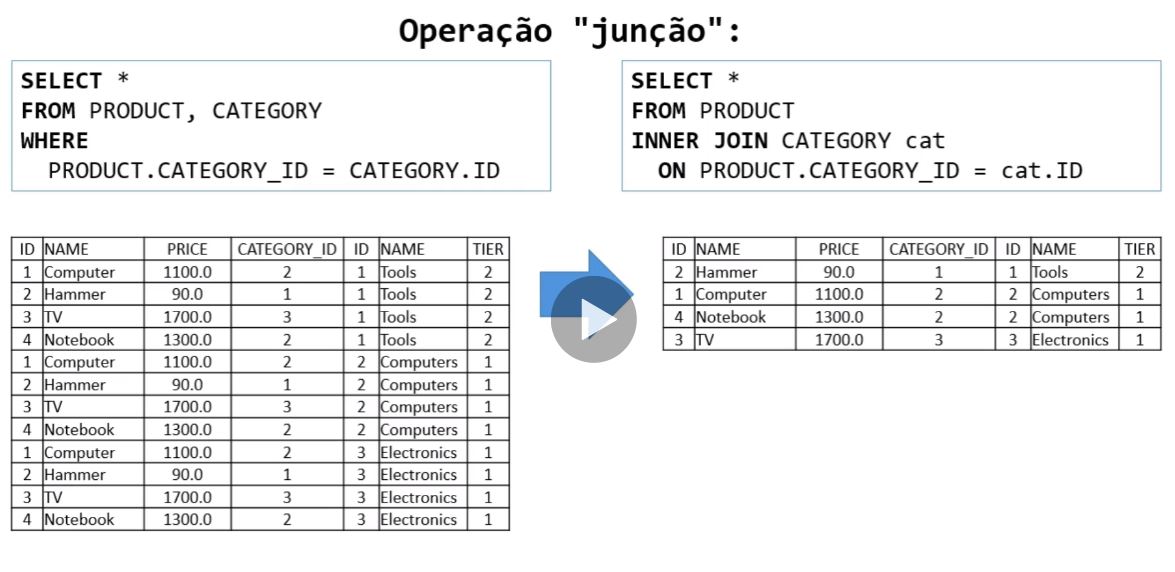 Operação "junção":
SELECT *
FROM PRODUCT, CATEGORY
WHERE
PRODUCT.CATEGORY_ID = CATEGORY.ID
SELECT *
FROM PRODUCT
INNER JOIN CATEGORY cat
ON PRODUCT.CATEGORY_ID = cat.ID
ID NAME PRICE CATEGORY_ID ID NAME TIER
1 Computer 1100.0 2 1 Tools 2
2 Hammer 90.0 1 1 Tools 2
3 TV 1700.0 3 1 Tools 2
4 Notebook 1300.0 2 1 Tools 2
1 Computer 1100.0 2 2 Computers 1
2 Hammer 90.0 1 2 Computers 1
3 TV 1700.0 3 2 Computers 1
4 Notebook 1300.0 2 2 Computers 1
1 Computer 1100.0 2 3 Electronics 1
2 Hammer 90.0 1 3 Electronics 1
3 TV 1700.0 3 3 Electronics 1
4 Notebook 1300.0 2 3 Electronics 1
ID NAME PRICE CATEGORY_ID ID NAME TIER
2 Hammer 90.0 1 1 Tools 2
1 Computer 1100.0 2 2 Computers 1
4 Notebook 1300.0 2 2 Computers 1
3 TV 1700.0 3 3 Electronics 1